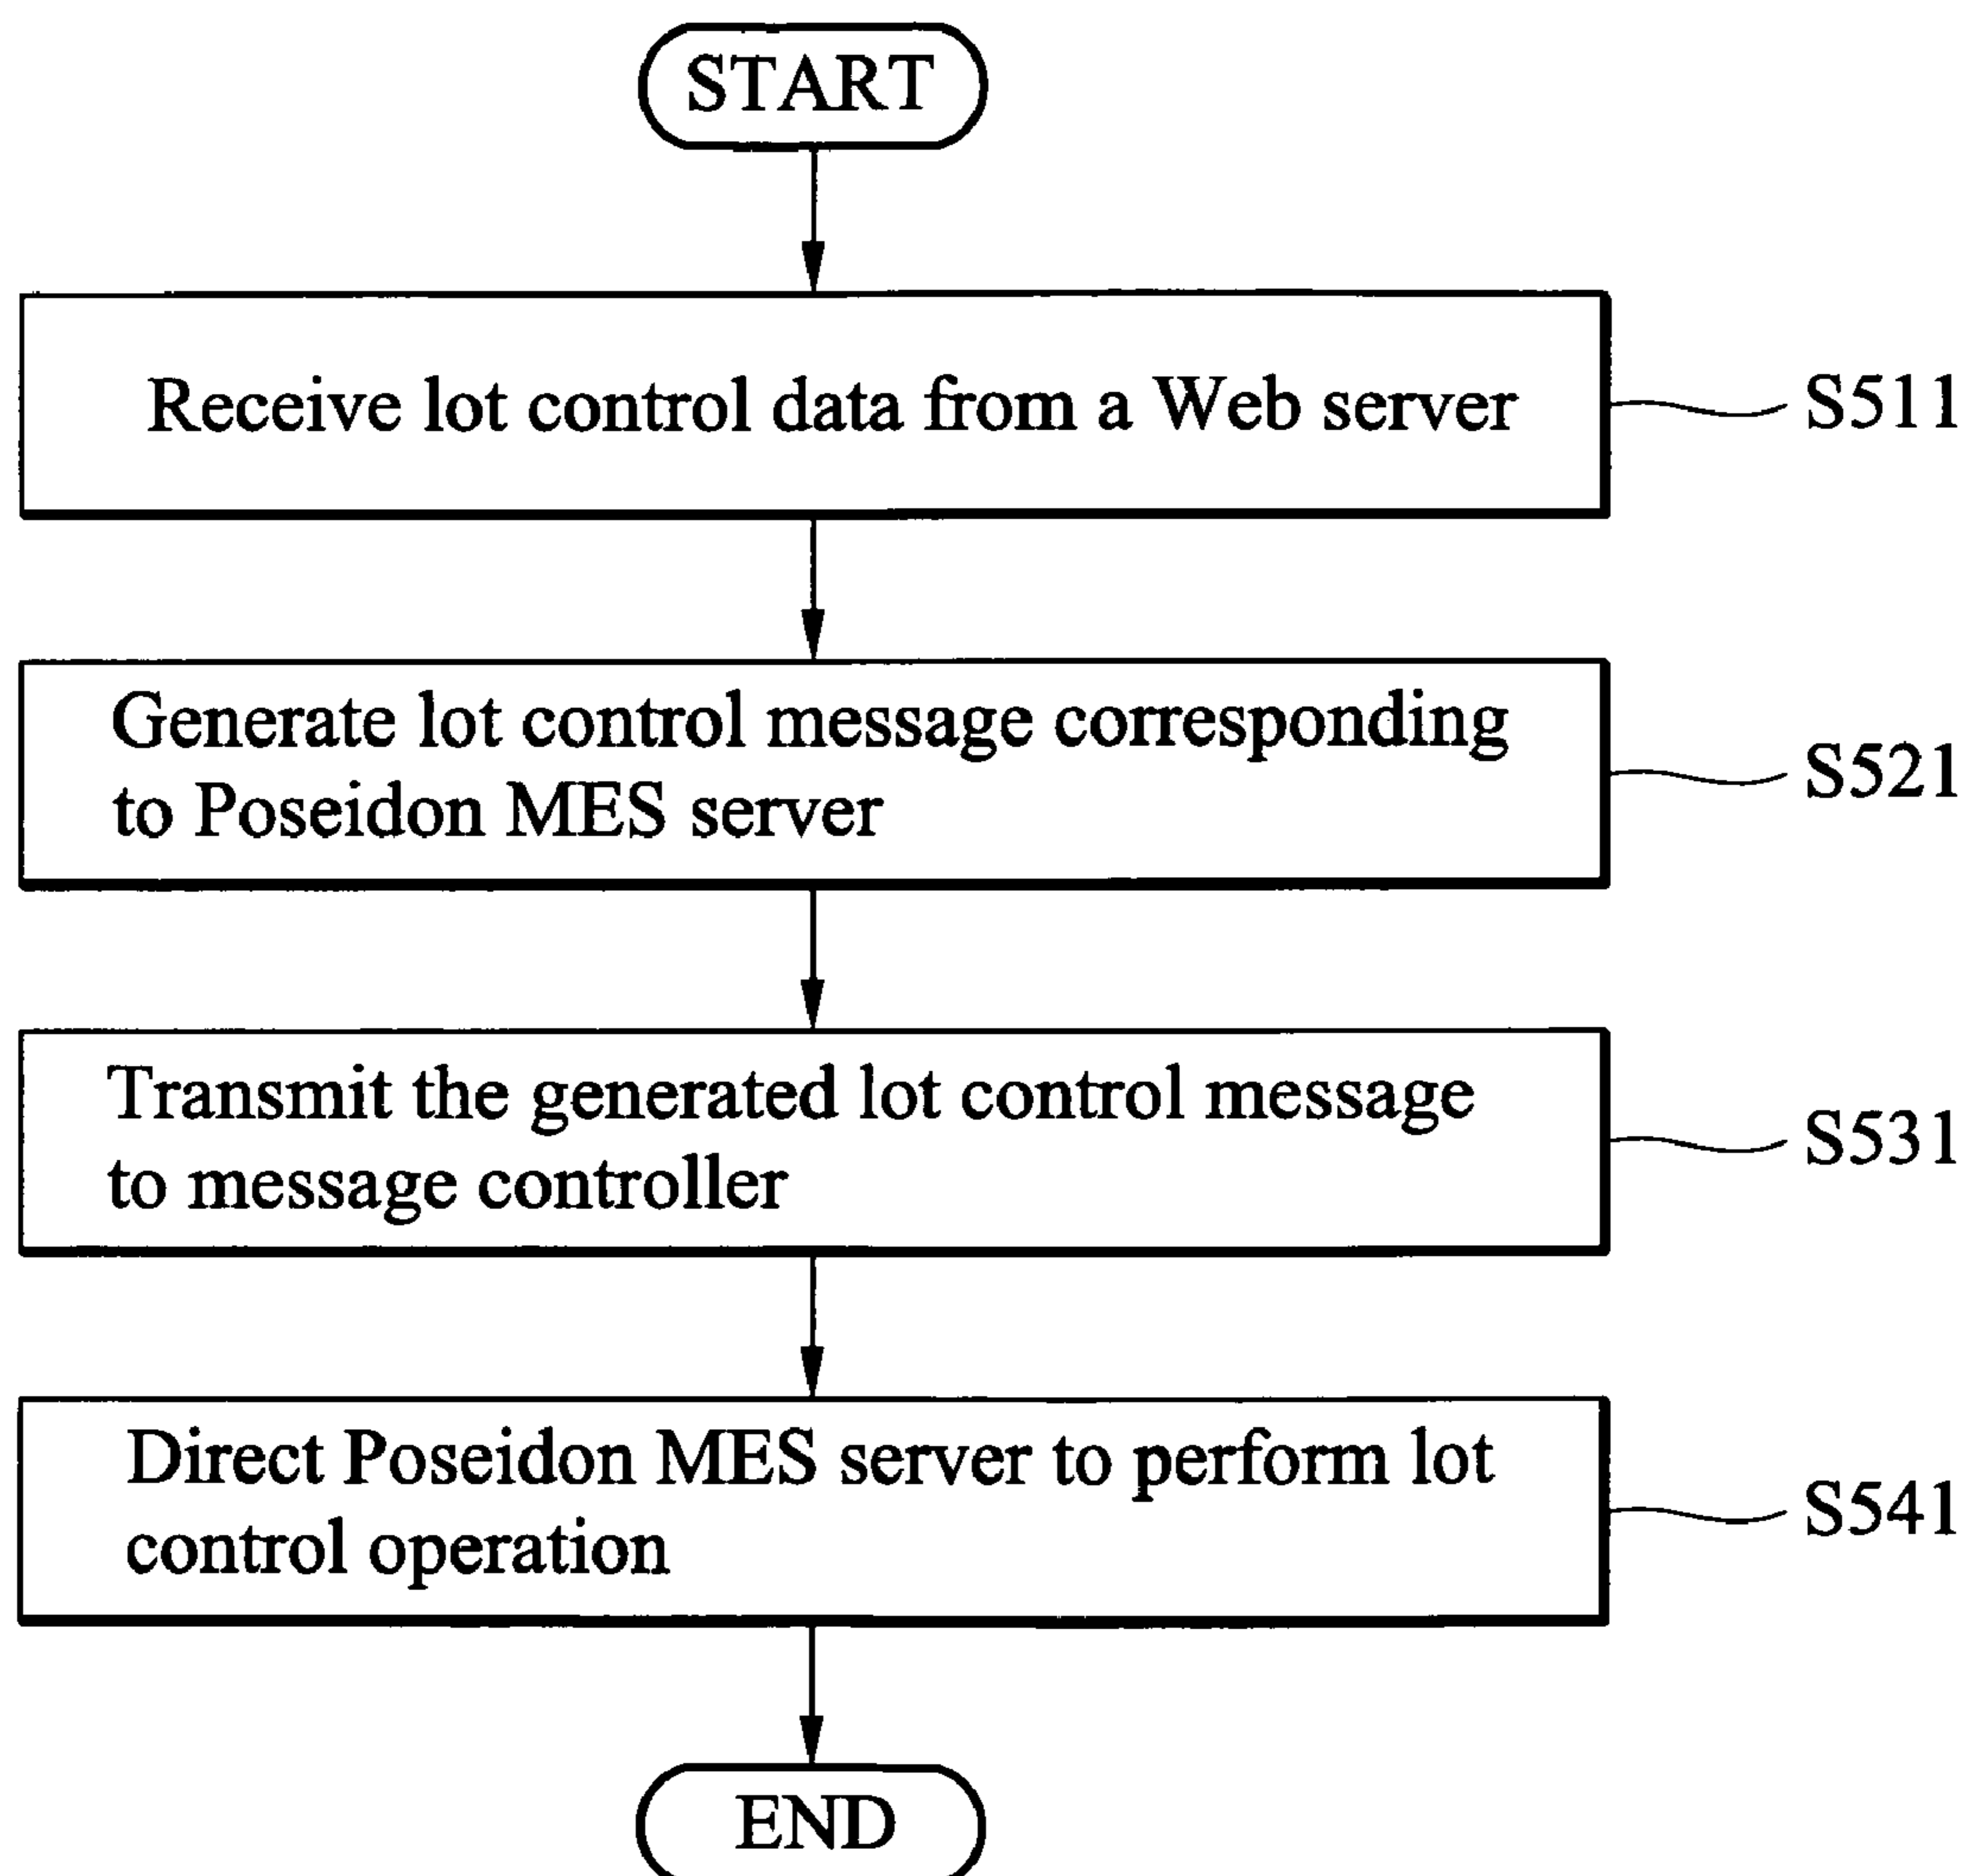 START
Receive lot control data from a Web server
S511
Generate lot control message corresponding
to Poseidon MES server
S521
Transmit the generated lot control message
to message controller
S531
Direct Poseidon MES server to perform lot
control operation
S541
END